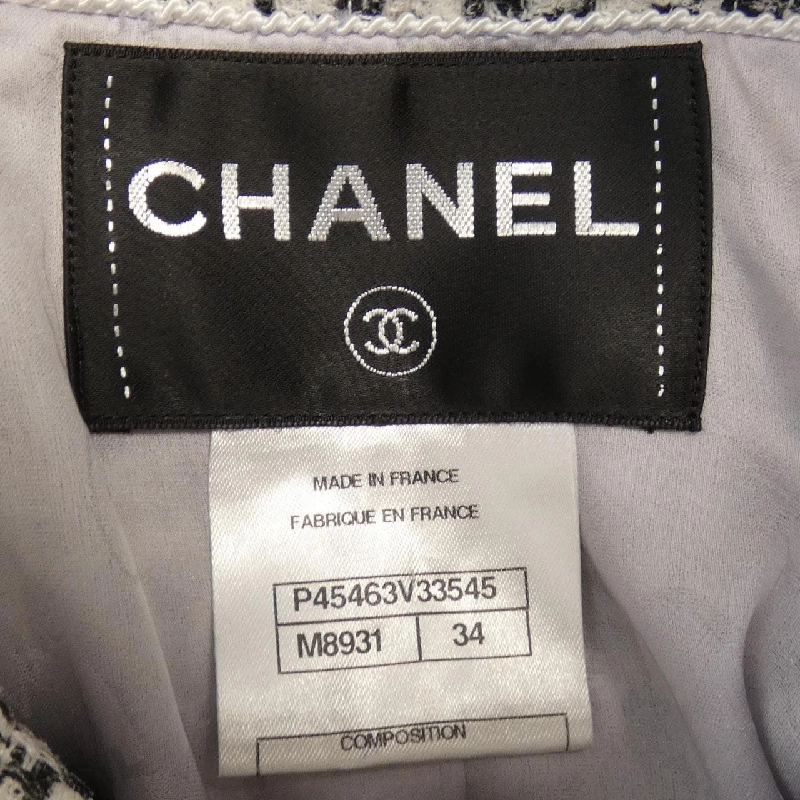 CHANEL
MADE IN FRANCE
FABRIQUE EN FRANCE
P45463V33545
M8931 34
COMPOSITION